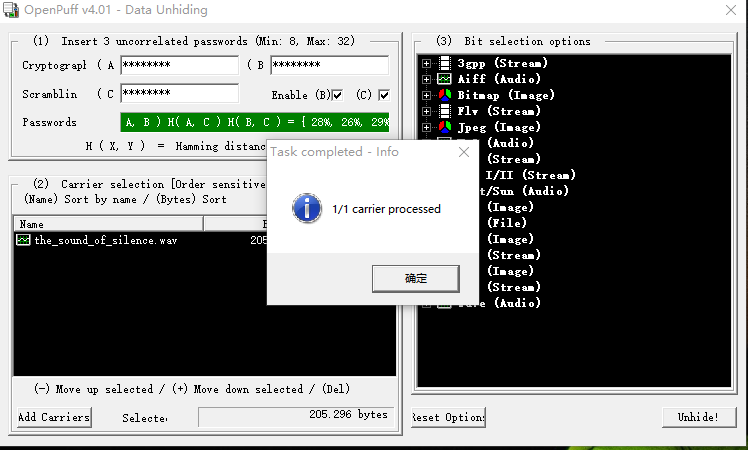 OpenPuff v4.01 - Data Unhiding
(1) Insert 3 uncorrelated passwords (Min: 8, Max: 32)
Cryptograph (A ******** (B ********
Scramblin (C ******** Enable (B) (C)
Passwords A, B ) H( A, C ) H( B, C ) = { 28%, 26%, 29%
H ( X, Y ) = Hamming distanc
(2) Carrier selection [Order sensitive
(Name) Sort by name / (Bytes) Sort
Name
the_sound_of_silence.wav 205
(-) Move up selected / (+) Move down selected / (Del)
Add Carriers Selecte 205.296 bytes
Task completed - Info
1/1 carrier processed
确定
(3) Bit selection options
3gpp (Stream)
Aiff (Audio)
Bitmap (Image)
Flv (Stream)
Jpeg (Image)
(Audio)
(Stream)
I/II (Stream)
t/Sun (Audio)
(Image)
(File)
(Image)
(Stream)
(Image)
(Stream)
(Audio)
Reset Options Unhide!